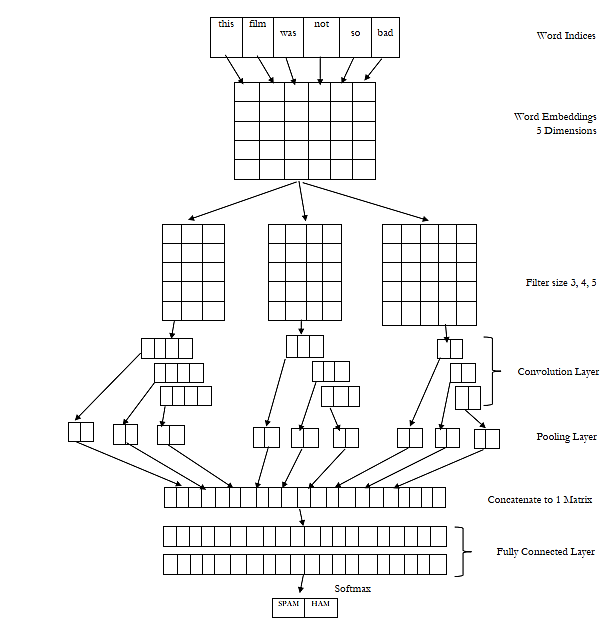 this film was not so bad
Word Indices
Word Embeddings
5 Dimensions
Filter size 3, 4, 5
Convolution Layer
Pooling Layer
Concatenate to 1 Matrix
Fully Connected Layer
Softmax
SPAM HAM